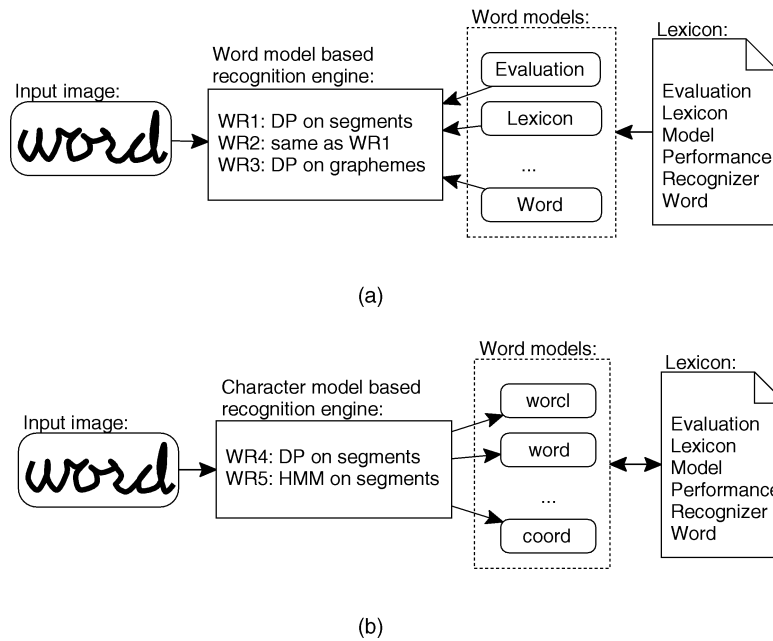 Word models:
Lexicon:
Word model based
recognition engine:
Input image:
word
WR1: DP on segments
WR2: same as WR1
WR3: DP on graphemes
Evaluation
Lexicon
...
Word
Evaluation
Lexicon
Model
Performance
Recognizer
Word
(a)
Word models:
Lexicon:
Character model based
recognition engine:
Input image:
word
WR4: DP on segments
WR5: HMM on segments
worcl
word
...
coord
Evaluation
Lexicon
Model
Performance
Recognizer
Word
(b)